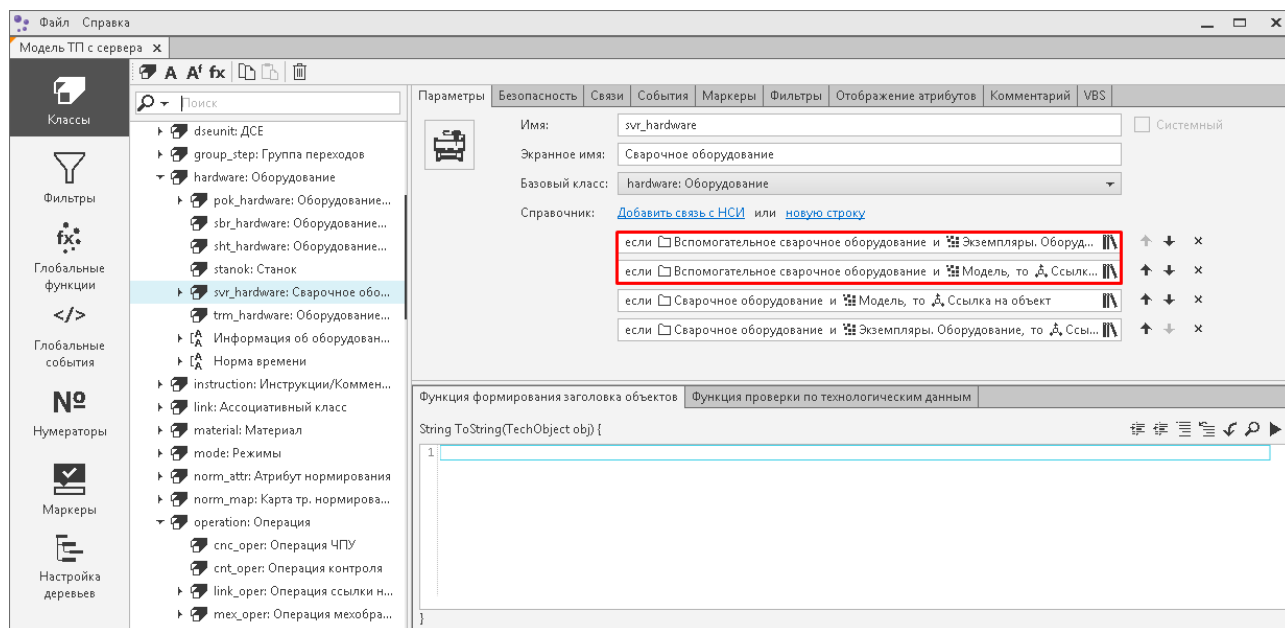 Файл Справка
Модель ТП с сервера x
A Af fx
Классы
Фильтры
fx:
Глобальные
функции
</>
Глобальные
события
№
Нумераторы
Маркеры
Настройка
деревьев
Поиск
dseunit: ДСЕ
group_step: Группа переходов
hardware: Оборудование
pok_hardware: Оборудование...
sbr_hardware: Оборудование...
sht_hardware: Оборудование...
stanok: Станок
svr_hardware: Сварочное обо...
trm_hardware: Оборудование...
Информация об оборудован...
Норма времени
instruction: Инструкции/Коммен...
link: Ассоциативный класс
material: Материал
mode: Режимы
norm_attr: Атрибут нормирования
norm_map: Карта тр. нормирова...
operation: Операция
cnc_oper: Операция ЧПУ
cnt_oper: Операция контроля
link_oper: Операция ссылки н...
mex_oper: Операция мехобра...
Параметры Безопасность Связи События Маркеры Фильтры Отображение атрибутов Комментарий VBS
Имя: svr_hardware Системный
Экранное имя: Сварочное оборудование
Базовый класс: hardware: Оборудование
Справочник: Добавить связь с НСИ или новую строку
если Вспомогательное сварочное оборудование и Экземпляры. Оборуд...
если Вспомогательное сварочное оборудование и Модель, то Ссылк...
если Сварочное оборудование и Модель, то Ссылка на объект
если Сварочное оборудование и Экземпляры. Оборудование, то Ссы...
Функция формирования заголовка объектов Функция проверки по технологическим данным
String ToString(TechObject obj) {
1
}